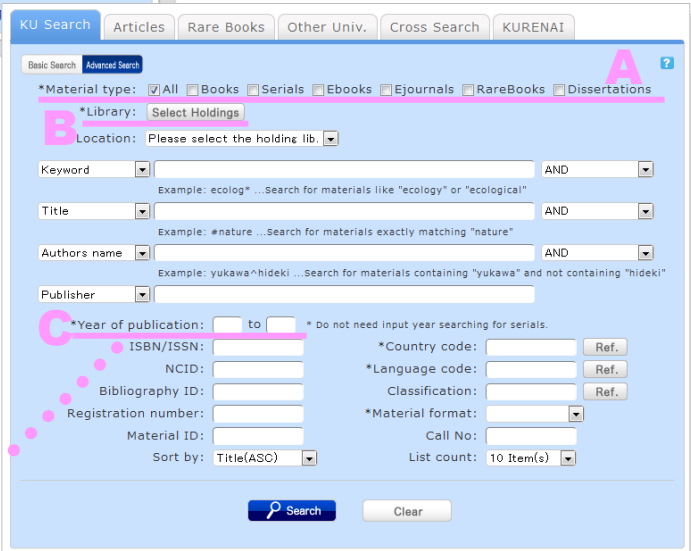 KU Search Articles Rare Books Other Univ. Cross Search KURENAI
Basic Search Advanced Search A ?
*Material type: All Books Serials Ebooks Ejournals RareBooks Dissertations
B *Library: Select Holdings
Location: Please select the holding lib.
Keyword AND
Example: ecolog* ...Search for materials like "ecology" or "ecological"
Title AND
Example: #nature ...Search for materials exactly matching "nature"
Authors name AND
Example: yukawa^hideki ...Search for materials containing "yukawa" and not containing "hideki"
Publisher
C *Year of publication: to * Do not need input year searching for serials.
ISBN/ISSN: *Country code: Ref.
NCID: *Language code: Ref.
Bibliography ID: Classification: Ref.
Registration number: *Material format:
Material ID: Call No:
Sort by: Title(ASC) List count: 10 Item(s)
Search Clear